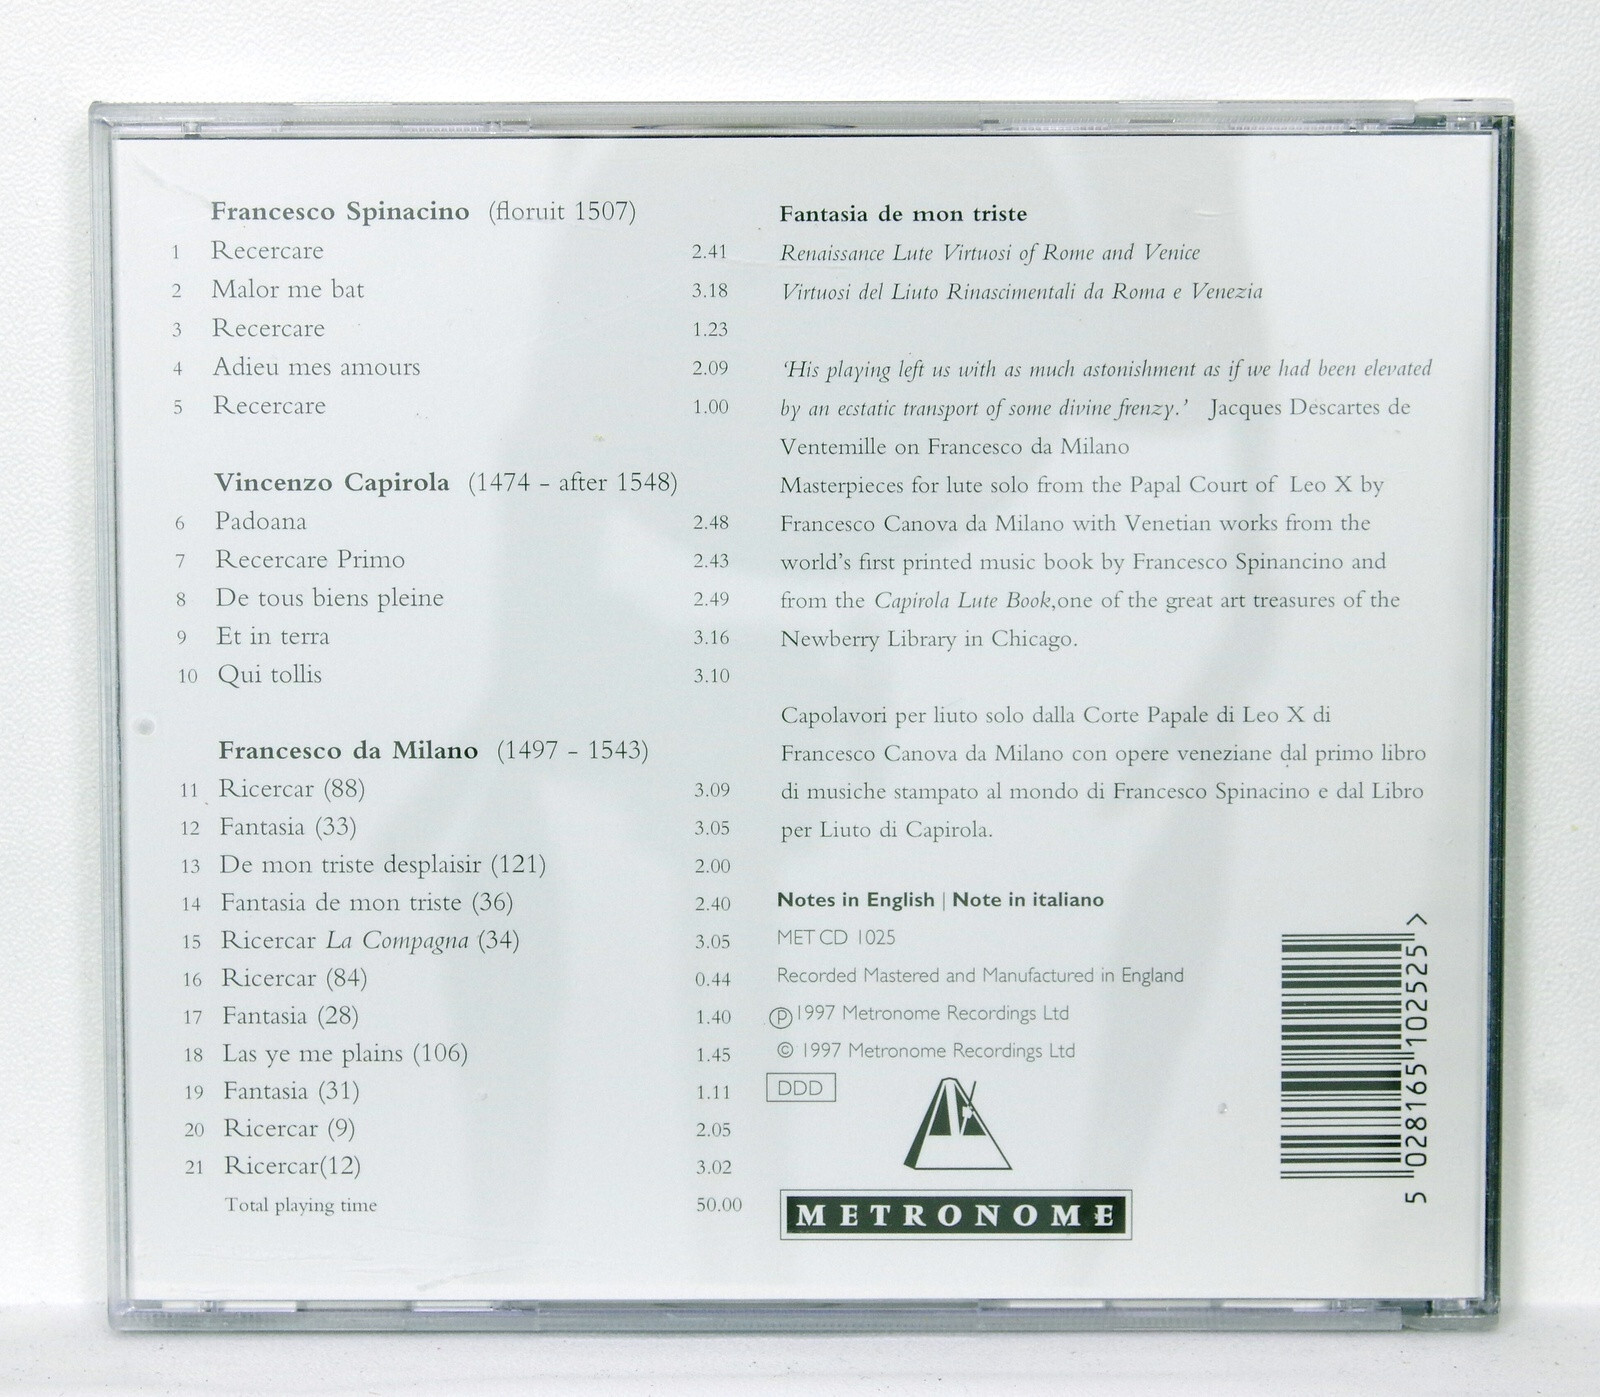 Francesco Spinacino (floruit 1507)
1 Recercare 2.41
2 Malor me bat 3.18
3 Recercare 1.23
4 Adieu mes amours 2.09
5 Recercare 1.00
Vincenzo Capirola (1474 - after 1548)
6 Padoana 2.48
7 Recercare Primo 2.43
8 De tous biens pleine 2.49
9 Et in terra 3.16
10 Qui tollis 3.10
Francesco da Milano (1497 - 1543)
11 Ricercar (88) 3.09
12 Fantasia (33) 3.05
13 De mon triste desplaisir (121) 2.00
14 Fantasia de mon triste (36) 2.40
15 Ricercar La Compagna (34) 3.05
16 Ricercar (84) 0.44
17 Fantasia (28) 1.40
18 Las ye me plains (106) 1.45
19 Fantasia (31) 1.11
20 Ricercar (9) 2.05
21 Ricercar(12) 3.02
Total playing time 50.00
Fantasia de mon triste
Renaissance Lute Virtuosi of Rome and Venice
Virtuosi del Liuto Rinascimentali da Roma e Venezia
'His playing left us with as much astonishment as if we had been elevated
by an ecstatic transport of some divine frenzy.' Jacques Descartes de
Ventemille on Francesco da Milano
Masterpieces for lute solo from the Papal Court of Leo X by
Francesco Canova da Milano with Venetian works from the
world's first printed music book by Francesco Spinancino and
from the Capirola Lute Book,one of the great art treasures of the
Newberry Library in Chicago.
Capolavori per liuto solo dalla Corte Papale di Leo X di
Francesco Canova da Milano con opere veneziane dal primo libro
di musiche stampato al mondo di Francesco Spinacino e dal Libro
per Liuto di Capirola.
Notes in English | Note in italiano
MET CD 1025
Recorded Mastered and Manufactured in England
℗ 1997 Metronome Recordings Ltd
© 1997 Metronome Recordings Ltd
DDD
METRONOME
5 028165 102525 >